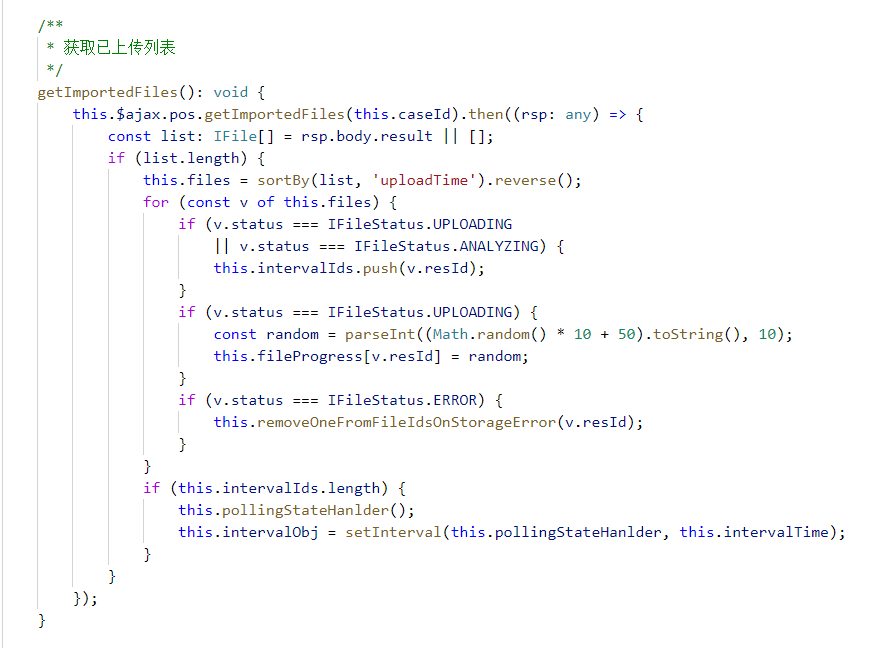 /**
 * 获取已上传列表
 */
getImportedFiles(): void {
    this.$ajax.pos.getImportedFiles(this.caseId).then((rsp: any) => {
        const list: IFile[] = rsp.body.result || [];
        if (list.length) {
            this.files = sortBy(list, 'uploadTime').reverse();
            for (const v of this.files) {
                if (v.status === IFileStatus.UPLOADING
                    || v.status === IFileStatus.ANALYZING) {
                    this.intervalIds.push(v.resId);
                }
                if (v.status === IFileStatus.UPLOADING) {
                    const random = parseInt((Math.random() * 10 + 50).toString(), 10);
                    this.fileProgress[v.resId] = random;
                }
                if (v.status === IFileStatus.ERROR) {
                    this.removeOneFromFileIdsOnStorageError(v.resId);
                }
            }
            if (this.intervalIds.length) {
                this.pollingStateHanlder();
                this.intervalObj = setInterval(this.pollingStateHanlder, this.intervalTime);
            }
        }
    });
}